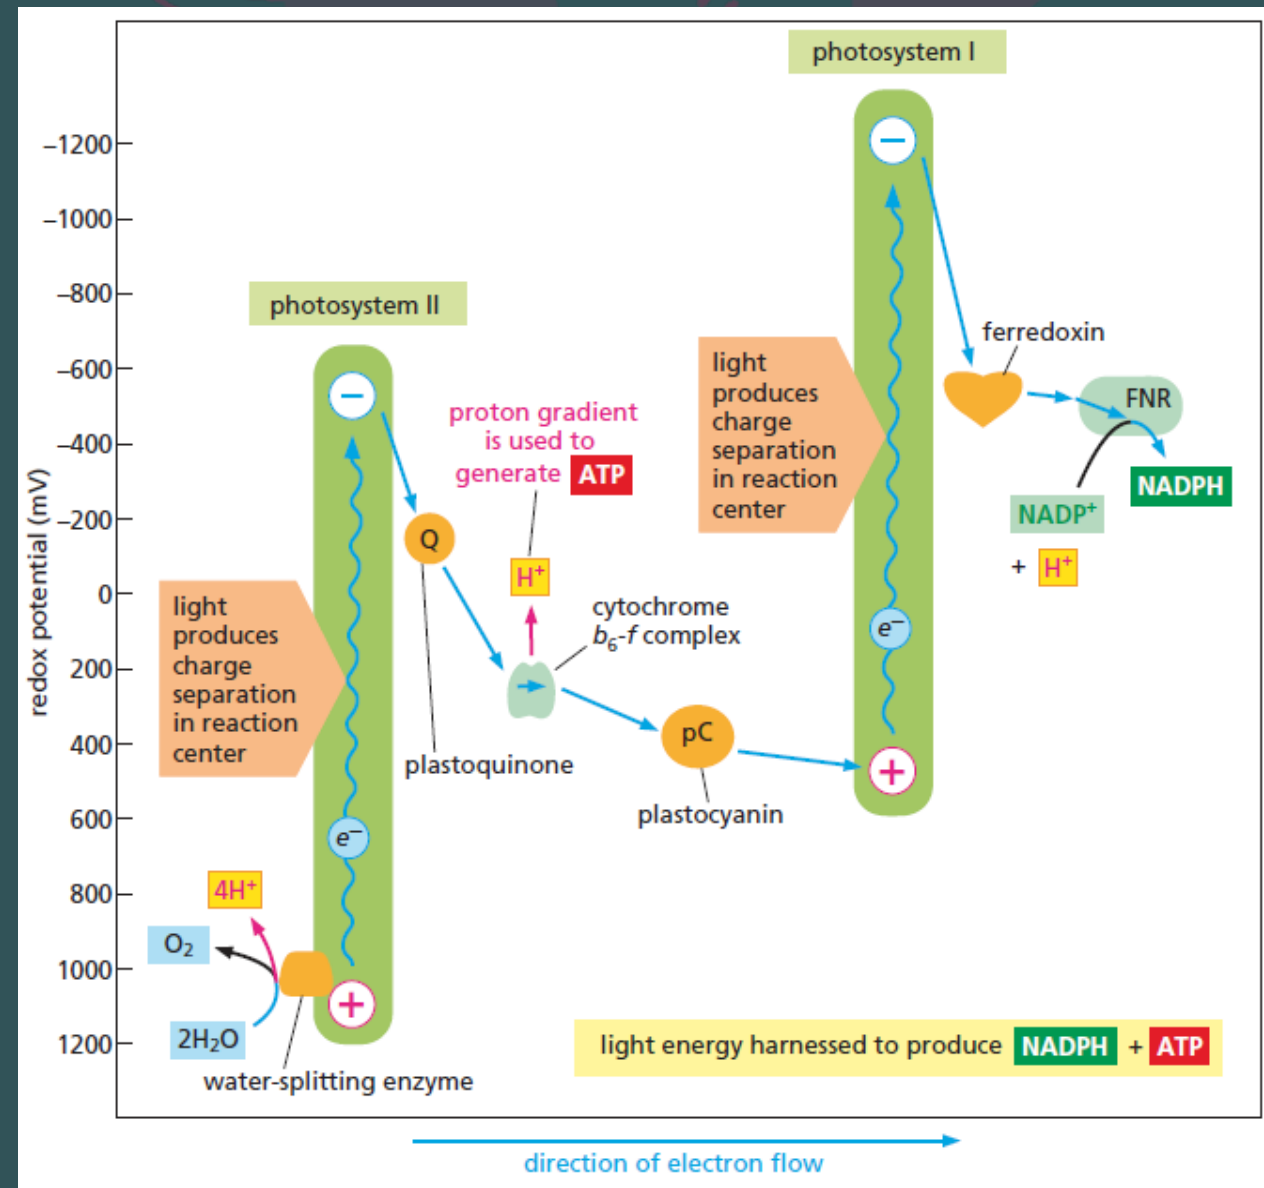 photosystem I
−1200
−1000
−800
−600
−400
−200
0
200
400
600
800
1000
1200
redox potential (mV)
photosystem II
−
light
produces
charge
separation
in reaction
center
e⁻
+
4H⁺
O₂
2H₂O
water-splitting enzyme
Q
plastoquinone
proton gradient
is used to
generate ATP
H⁺
cytochrome
b₆-f complex
pC
plastocyanin
−
light
produces
charge
separation
in reaction
center
e⁻
+
ferredoxin
FNR
NADPH
NADP⁺
+ H⁺
light energy harnessed to produce NADPH + ATP
direction of electron flow